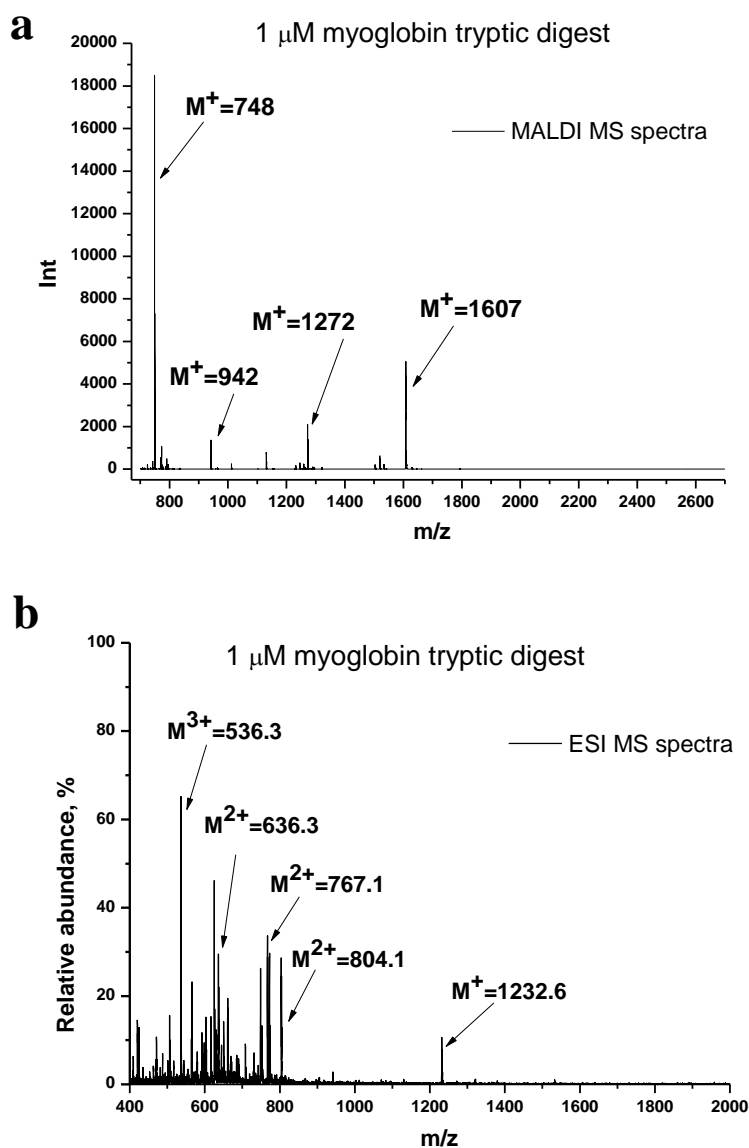 a
1 μM myoglobin tryptic digest
20000
18000
16000
14000
12000
10000
8000
6000
4000
2000
0
Int
M+=748
MALDI MS spectra
M+=1272
M+=1607
M+=942
800 1000 1200 1400 1600 1800 2000 2200 2400 2600
m/z
b
100
80
60
40
20
0
Relative abundance, %
1 μM myoglobin tryptic digest
M3+=536.3
ESI MS spectra
M2+=636.3
M2+=767.1
M2+=804.1
M+=1232.6
400 600 800 1000 1200 1400 1600 1800 2000
m/z